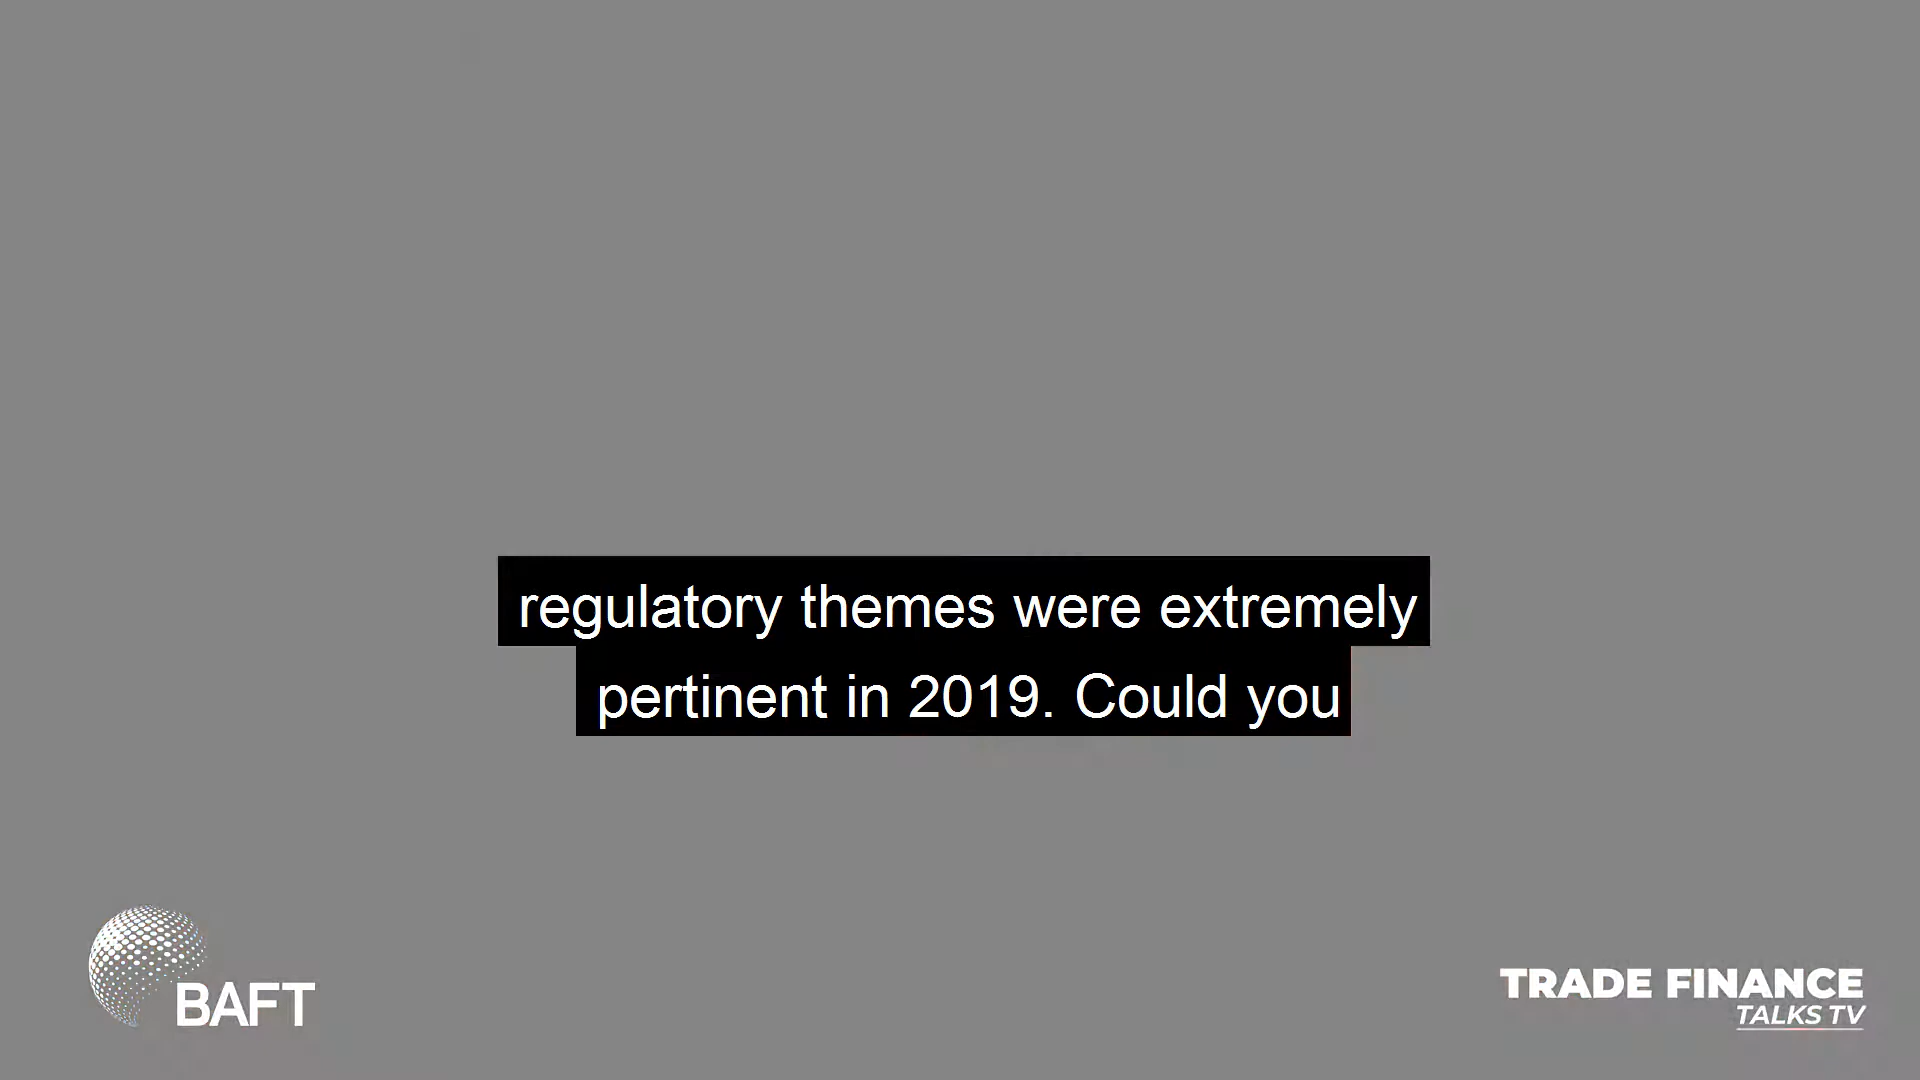 regulatory themes were extremely
pertinent in 2019. Could you
BAFT
TRADE FINANCE
TALKS TV